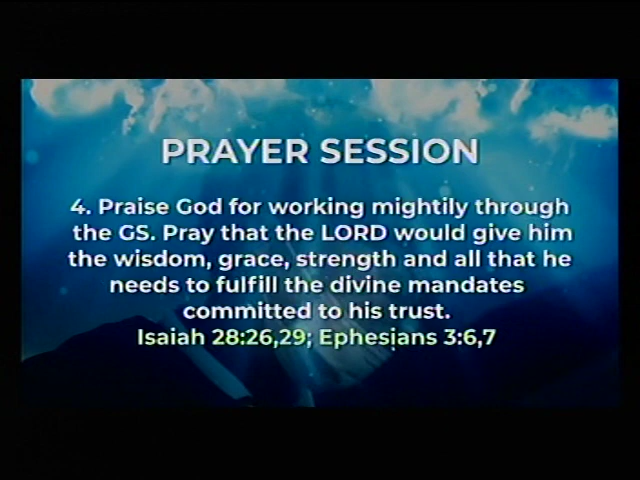 PRAYER SESSION
4. Praise God for working mightily through
the GS. Pray that the LORD would give him
the wisdom, grace, strength and all that he
needs to fulfill the divine mandates
committed to his trust.
Isaiah 28:26,29; Ephesians 3:6,7